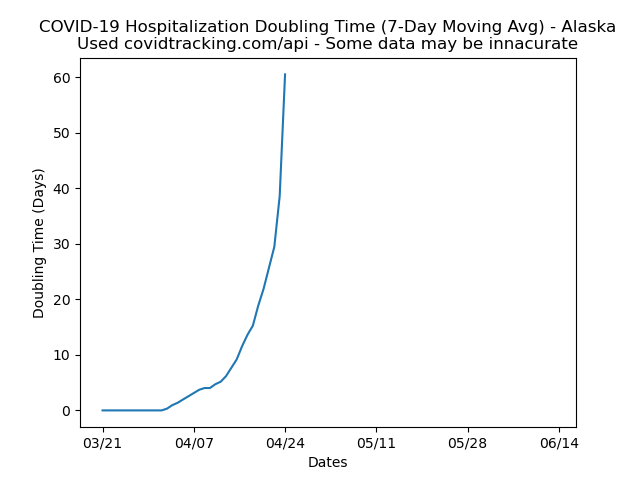 COVID-19 Hospitalization Doubling Time (7-Day Moving Avg) - Alaska
Used covidtracking.com/api - Some data may be innacurate
60
50
40
30
20
10
0
Doubling Time (Days)
03/21 04/07 04/24 05/11 05/28 06/14
Dates